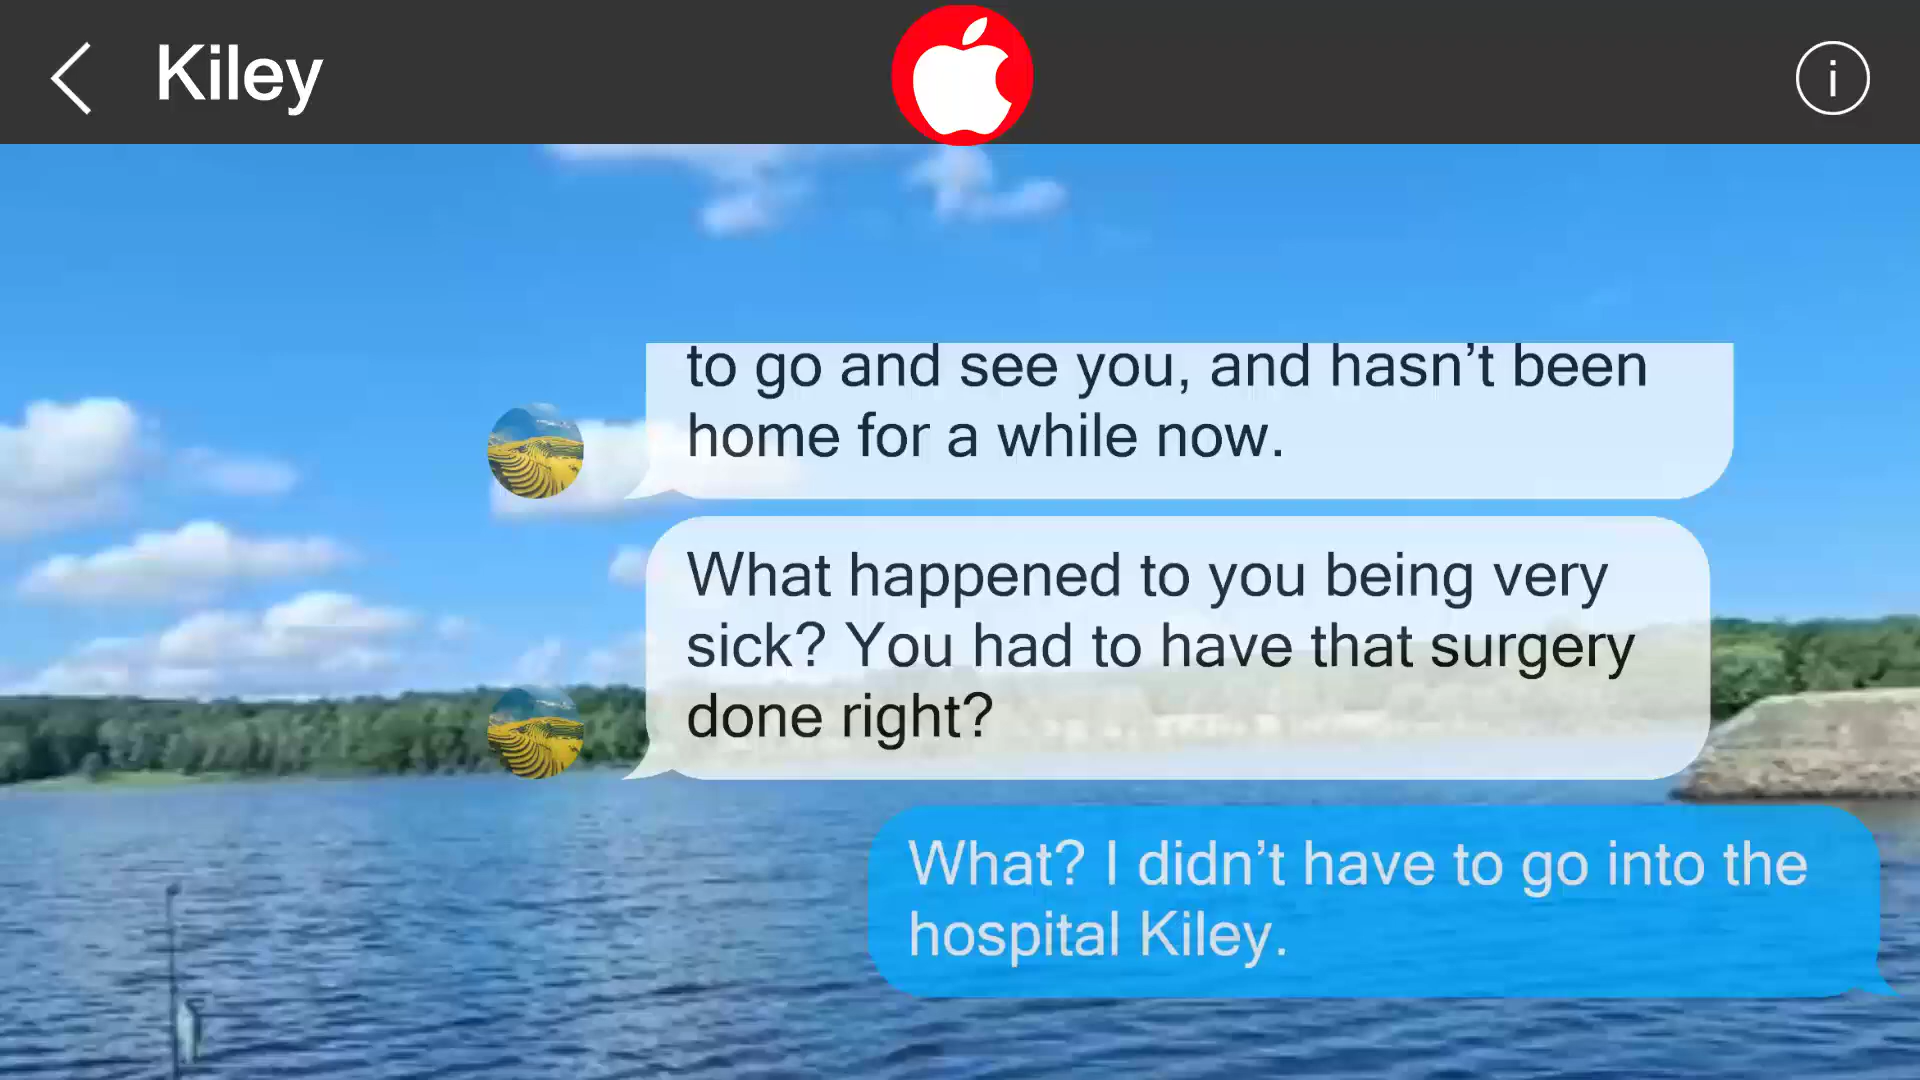 Kiley
to go and see you, and hasn’t been
home for a while now.
What happened to you being very
sick? You had to have that surgery
done right?
What? I didn’t have to go into the
hospital Kiley.